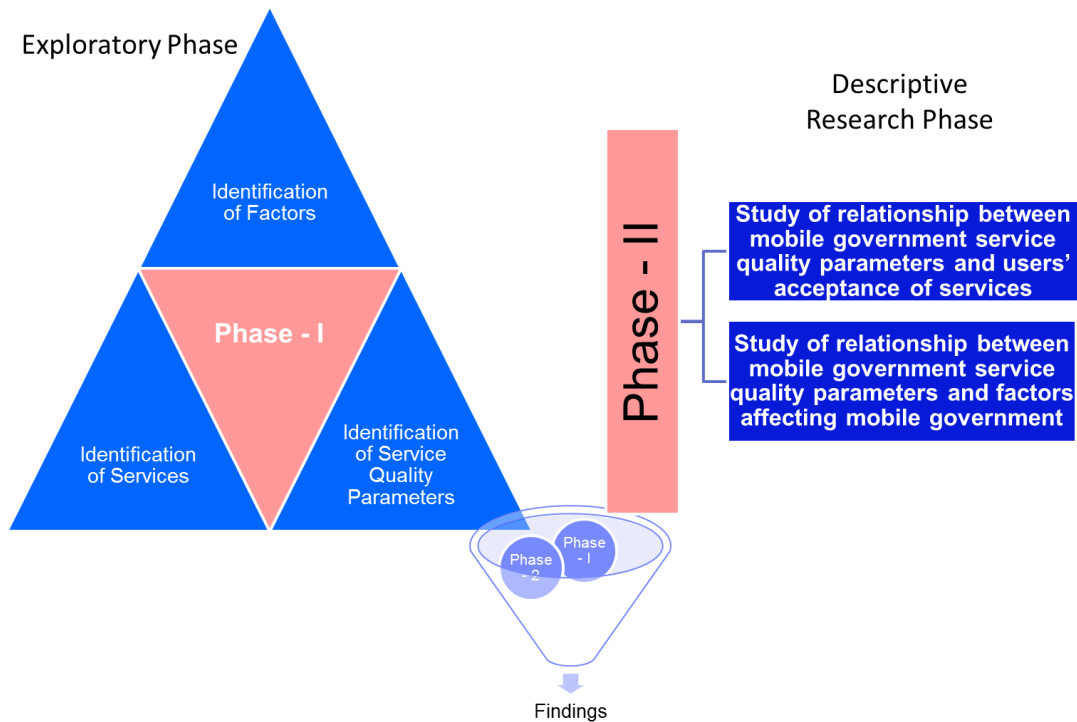 Exploratory Phase
Identification
of Factors
Phase - I
Identification
of Services
Identification
of Service
Quality
Parameters
Descriptive
Research Phase
Phase - II
Study of relationship between
mobile government service
quality parameters and users’
acceptance of services
Study of relationship between
mobile government service
quality parameters and factors
affecting mobile government
Phase
- 2
Phase
- I
Findings